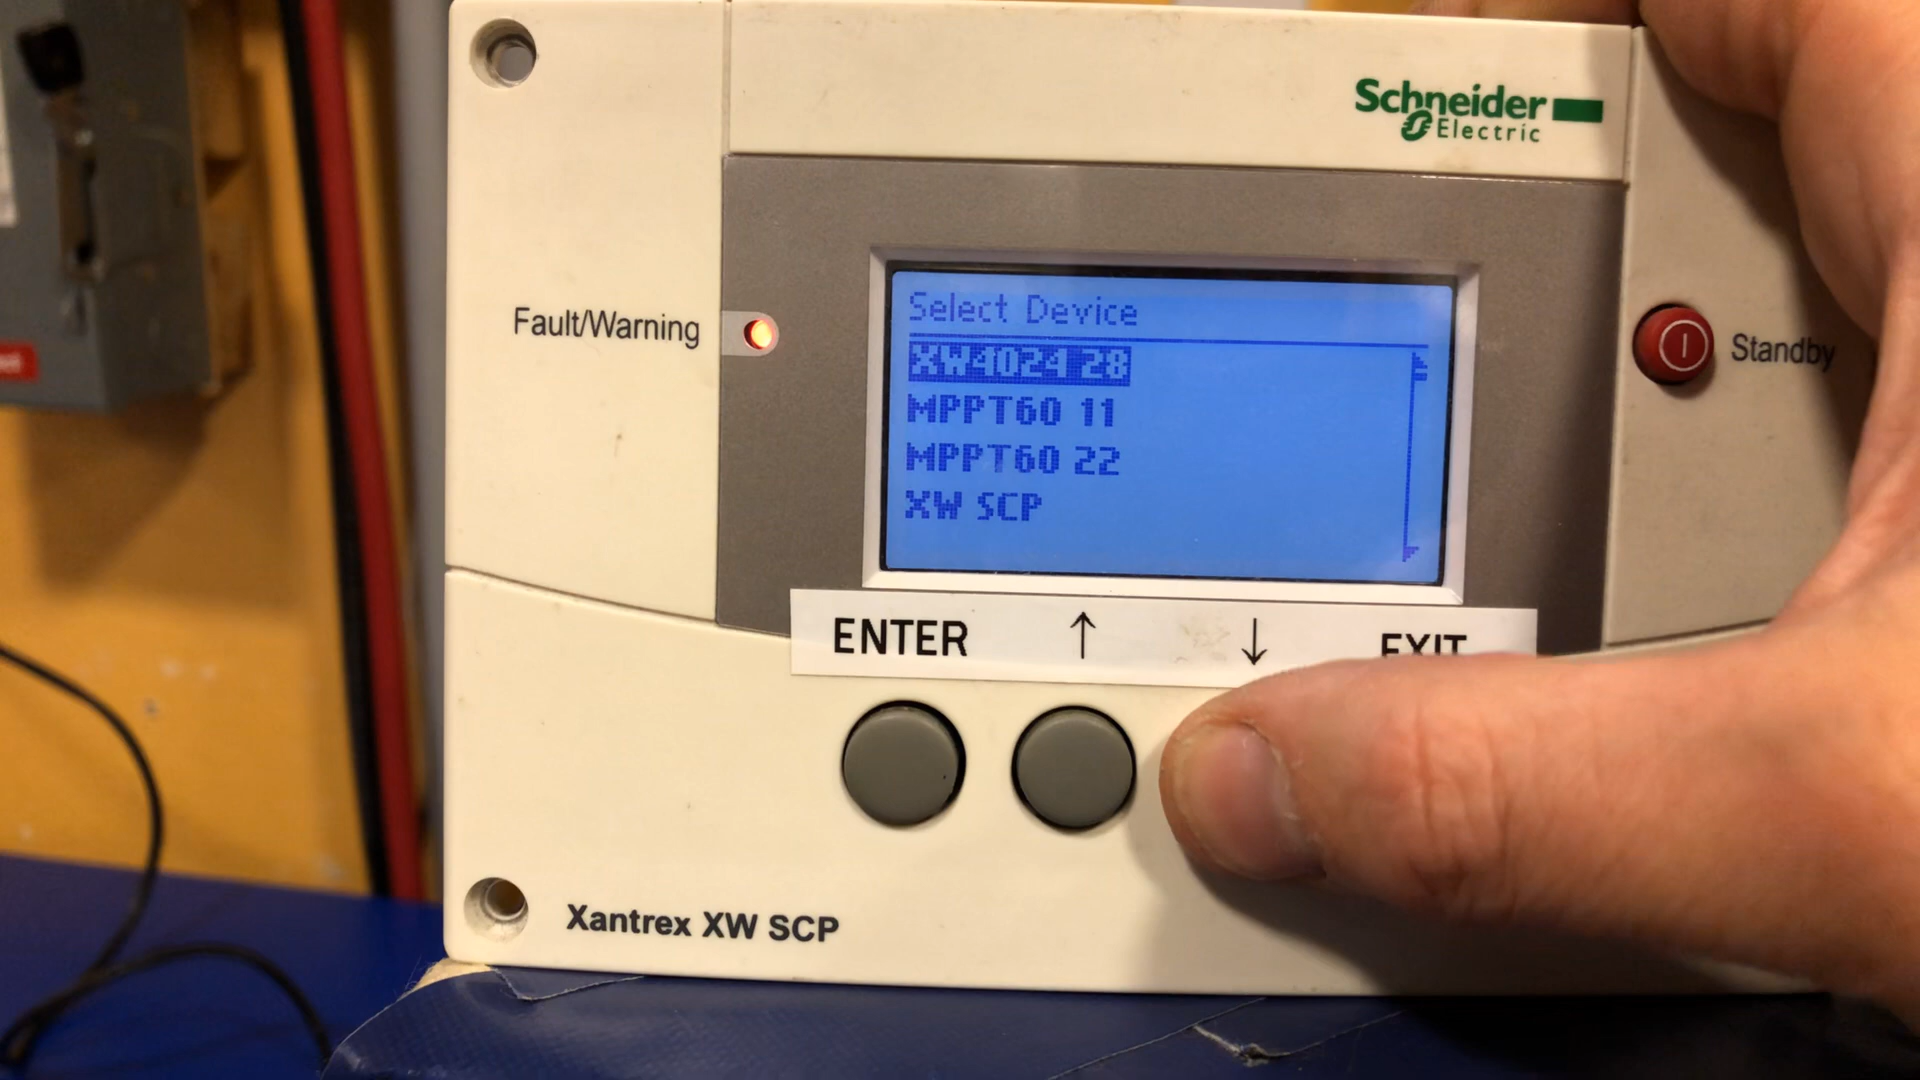 Schneider
Electric
Fault/Warning
Select Device
XW4024 28
MPPT60 11
MPPT60 22
XW SCP
Standby
ENTER ↑ ↓ EXIT
Xantrex XW SCP